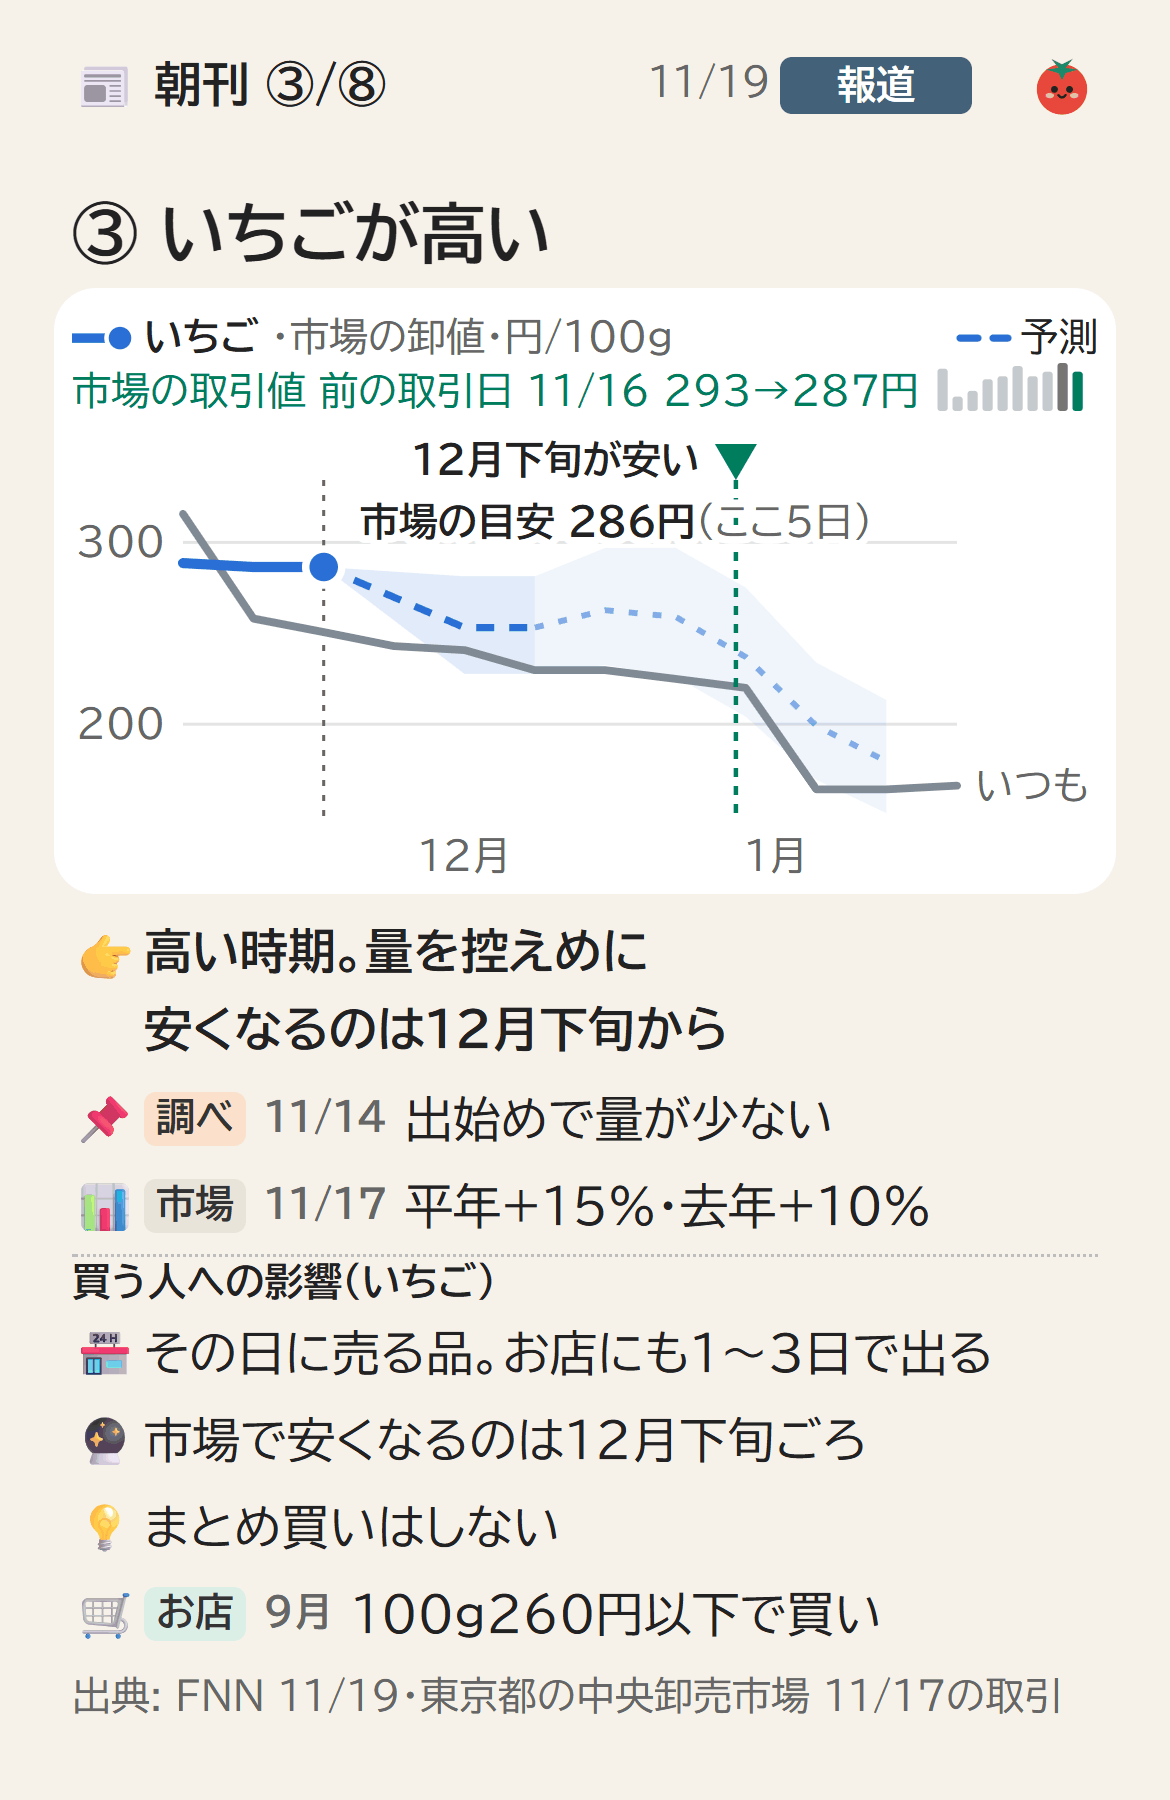 朝刊 ③/⑧ 11/19 報道
③ いちごが高い
いちご ・市場の卸値・円/100g 予測
市場の取引値 前の取引日 11/16 293→287円
12月下旬が安い
市場の目安 286円(ここ5日)
300
200
いつも
12月 1月
高い時期。量を控えめに
安くなるのは12月下旬から
調べ 11/14 出始めで量が少ない
市場 11/17 平年+15%・去年+10%
買う人への影響(いちご)
24H その日に売る品。お店にも1〜3日で出る
市場で安くなるのは12月下旬ごろ
まとめ買いはしない
お店 9月 100g260円以下で買い
出典: FNN 11/19・東京都の中央卸売市場 11/17の取引